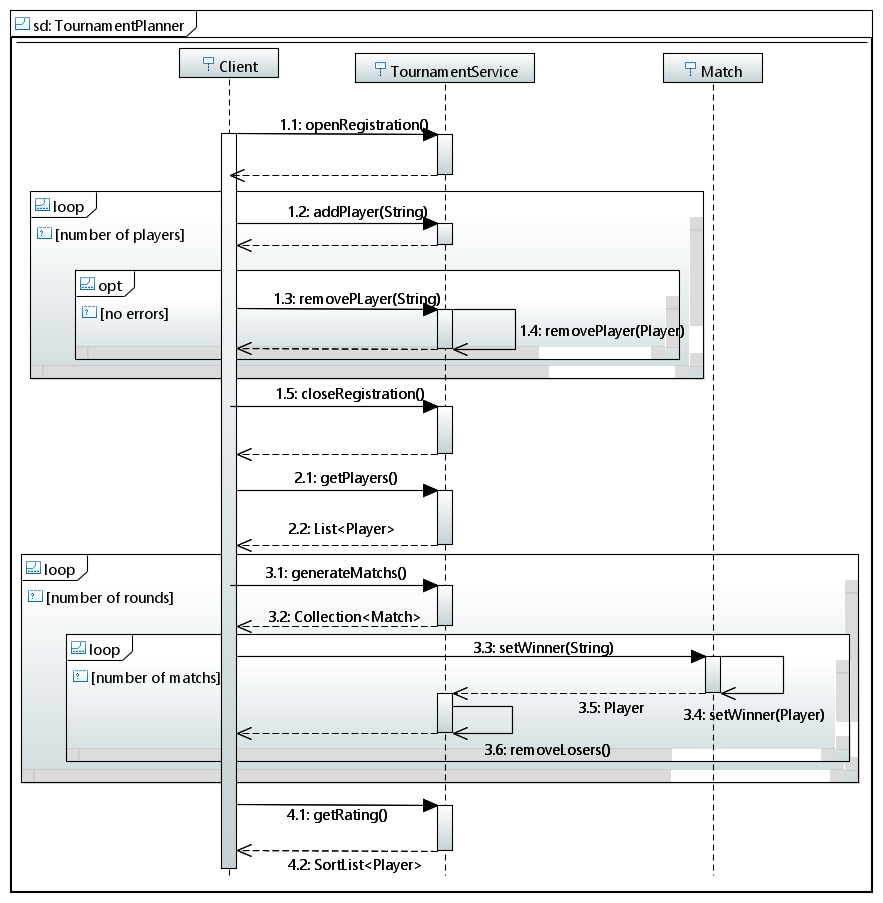 sd: TournamentPlanner
Client
TournamentService
Match
1.1: openRegistration()
loop
1.2: addPlayer(String)
[number of players]
opt
1.3: removePLayer(String)
[no errors]
1.4: removePlayer(Player)
1.5: closeRegistration()
2.1: getPlayers()
2.2: List<Player>
loop
3.1: generateMatchs()
[number of rounds]
3.2: Collection<Match>
loop
3.3: setWinner(String)
[number of matchs]
3.5: Player
3.4: setWinner(Player)
3.6: removeLosers()
4.1: getRating()
4.2: SortList<Player>